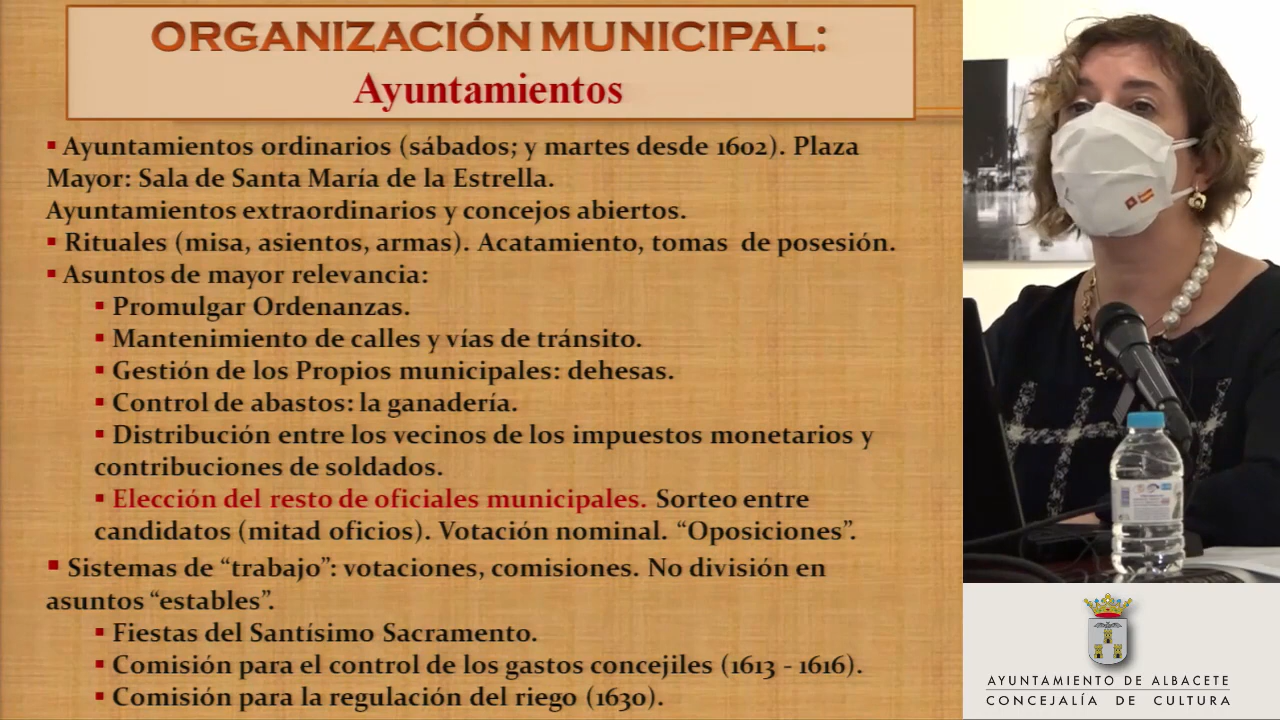 ORGANIZACIÓN MUNICIPAL:
Ayuntamientos
▪ Ayuntamientos ordinarios (sábados; y martes desde 1602). Plaza
Mayor: Sala de Santa María de la Estrella.
Ayuntamientos extraordinarios y concejos abiertos.
▪ Rituales (misa, asientos, armas). Acatamiento, tomas de posesión.
▪ Asuntos de mayor relevancia:
▪ Promulgar Ordenanzas.
▪ Mantenimiento de calles y vías de tránsito.
▪ Gestión de los Propios municipales: dehesas.
▪ Control de abastos: la ganadería.
▪ Distribución entre los vecinos de los impuestos monetarios y
contribuciones de soldados.
▪ Elección del resto de oficiales municipales. Sorteo entre
candidatos (mitad oficios). Votación nominal. “Oposiciones”.
▪ Sistemas de “trabajo”: votaciones, comisiones. No división en
asuntos “estables”.
▪ Fiestas del Santísimo Sacramento.
▪ Comisión para el control de los gastos concejiles (1613 - 1616).
▪ Comisión para la regulación del riego (1630).
AYUNTAMIENTO DE ALBACETE
CONCEJALÍA DE CULTURA